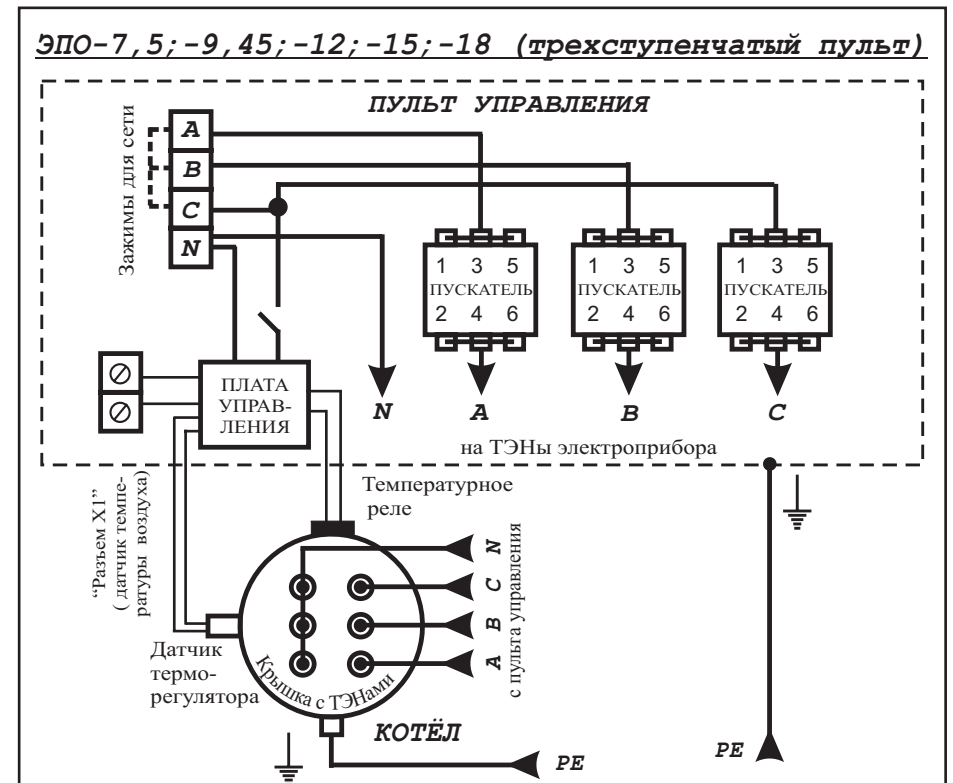 ЭПО-7,5;-9,45;-12;-15;-18 (трехступенчатый пульт)
ПУЛЬТ УПРАВЛЕНИЯ
Зажимы для сети
A
B
C
N
1 3 5
ПУСКАТЕЛЬ
2 4 6
1 3 5
ПУСКАТЕЛЬ
2 4 6
1 3 5
ПУСКАТЕЛЬ
2 4 6
ПЛАТА
УПРАВ-
ЛЕНИЯ
N
A
B
C
на ТЭНы электроприбора
“Разьем X1”
( датчик темпе-
ратуры воздуха)
Температурное
реле
N
C
B
A
с пульта управления
Датчик
термо-
регулятора
Крышка с ТЭНами
КОТЁЛ
PE
PE